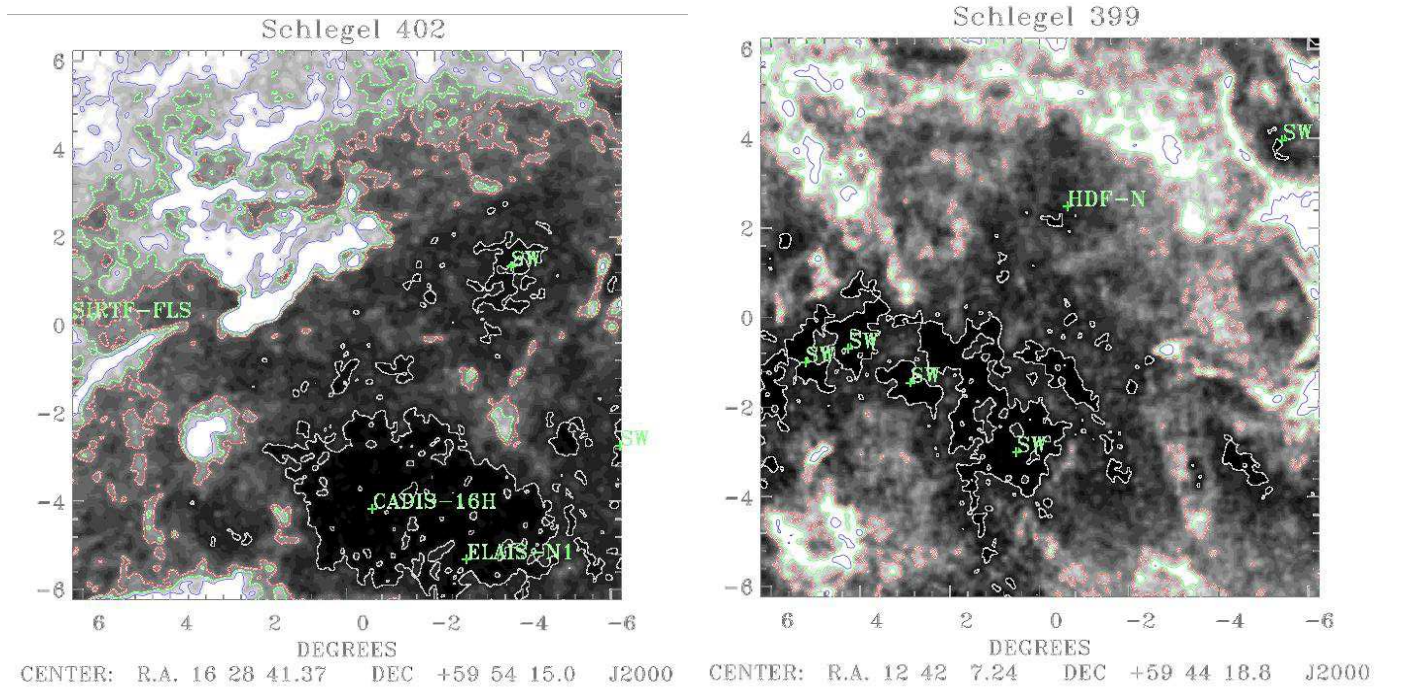 Schlegel 402
6
4
2
0
−2
−4
−6
SW
SIRTF-FLS
SW
CADIS-16H
ELAIS-N1
6 4 2 0 −2 −4 −6
DEGREES
CENTER: R.A. 16 28 41.37 DEC +59 54 15.0 J2000
Schlegel 399
6
4
2
0
−2
−4
−6
SW
HDF-N
SW
SW
SW
SW
6 4 2 0 −2 −4 −6
DEGREES
CENTER: R.A. 12 42 7.24 DEC +59 44 18.8 J2000